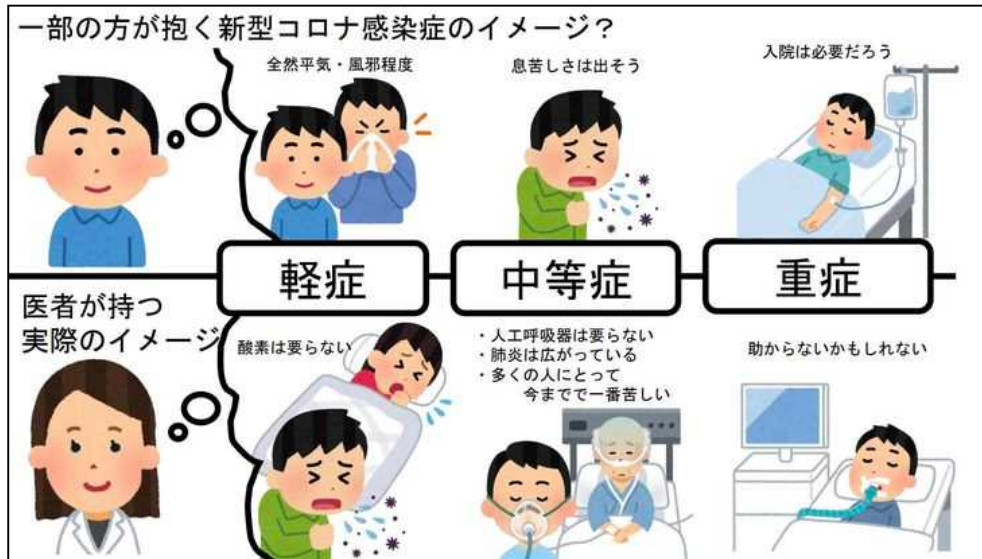 一部の方が抱く新型コロナ感染症のイメージ？
全然平気・風邪程度
息苦しさは出そう
入院は必要だろう
軽症
中等症
重症
医者が持つ
実際のイメージ
酸素は要らない
・人工呼吸器は要らない
・肺炎は広がっている
・多くの人にとって
今までで一番苦しい
助からないかもしれない